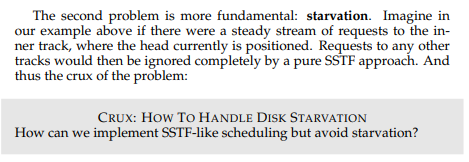 The second problem is more fundamental: starvation. Imagine in
our example above if there were a steady stream of requests to the in-
ner track, where the head currently is positioned. Requests to any other
tracks would then be ignored completely by a pure SSTF approach. And
thus the crux of the problem:
CRUX: HOW TO HANDLE DISK STARVATION
How can we implement SSTF-like scheduling but avoid starvation?